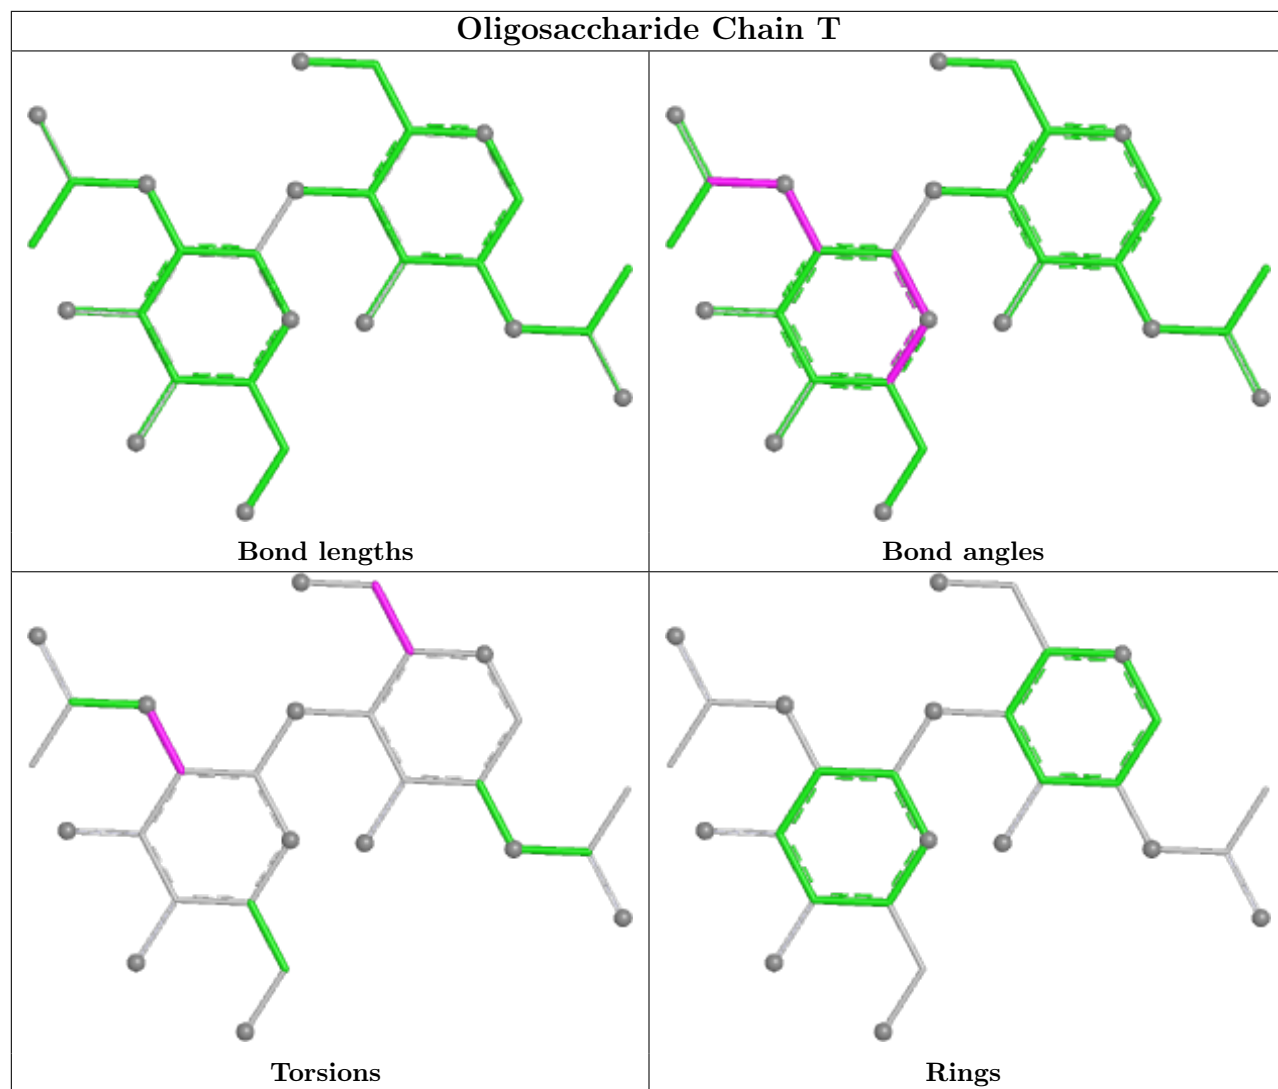 Oligosaccharide Chain T
Bond lengths
Bond angles
Torsions
Rings